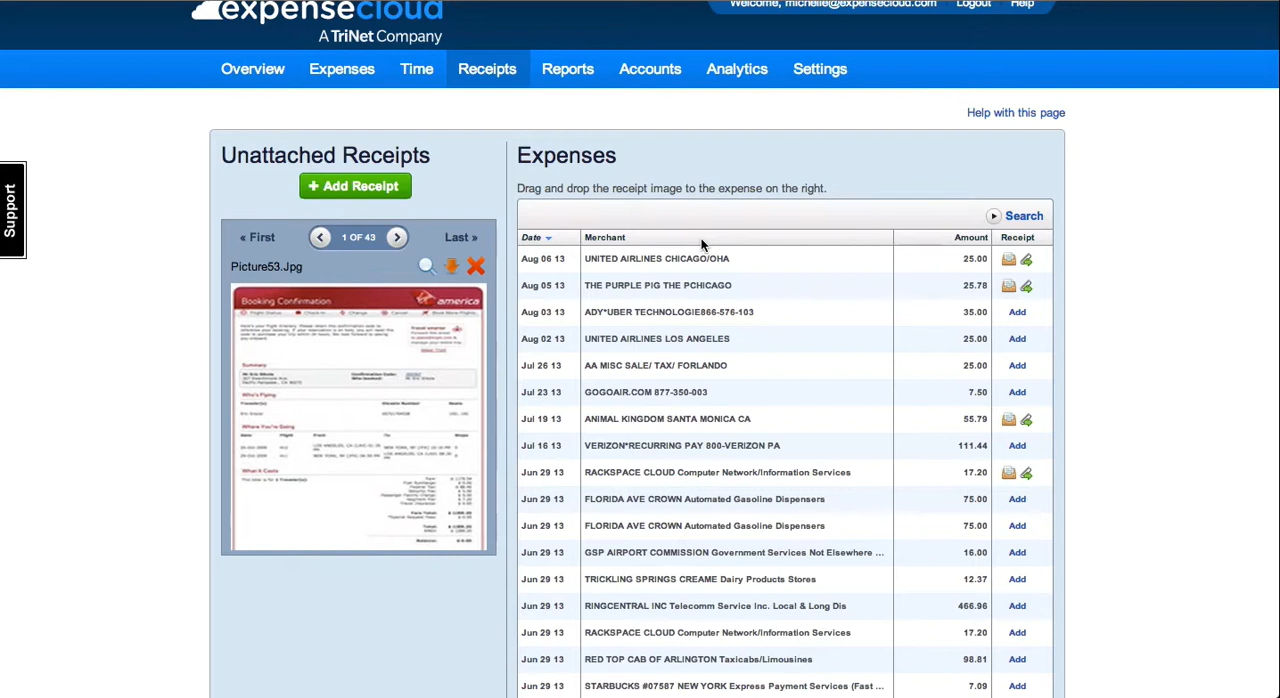 expensecloud
A TriNet Company
Welcome, michelle@expensecloud.com Logout Help
Overview Expenses Time Receipts Reports Accounts Analytics Settings
Help with this page
Support
Unattached Receipts
+ Add Receipt
« First < 1 OF 43 > Last »
Picture53.Jpg
Booking Confirmation
america
Summary
Who's Flying
Where You're Going
What It Costs
Expenses
Drag and drop the receipt image to the expense on the right.
Search
Date Merchant Amount Receipt
Aug 06 13 UNITED AIRLINES CHICAGO/OHA 25.00
Aug 05 13 THE PURPLE PIG THE PCHICAGO 25.78
Aug 03 13 ADY*UBER TECHNOLOGIE866-576-103 35.00 Add
Aug 02 13 UNITED AIRLINES LOS ANGELES 25.00 Add
Jul 26 13 AA MISC SALE/ TAX/ FORLANDO 25.00 Add
Jul 23 13 GOGOAIR.COM 877-350-003 7.50 Add
Jul 19 13 ANIMAL KINGDOM SANTA MONICA CA 55.79
Jul 16 13 VERIZON*RECURRING PAY 800-VERIZON PA 111.44 Add
Jun 29 13 RACKSPACE CLOUD Computer Network/Information Services 17.20
Jun 29 13 FLORIDA AVE CROWN Automated Gasoline Dispensers 75.00 Add
Jun 29 13 FLORIDA AVE CROWN Automated Gasoline Dispensers 75.00 Add
Jun 29 13 GSP AIRPORT COMMISSION Government Services Not Elsewhere ... 16.00 Add
Jun 29 13 TRICKLING SPRINGS CREAME Dairy Products Stores 12.37 Add
Jun 29 13 RINGCENTRAL INC Telecomm Service Inc. Local & Long Dis 466.96 Add
Jun 29 13 RACKSPACE CLOUD Computer Network/Information Services 17.20 Add
Jun 29 13 RED TOP CAB OF ARLINGTON Taxicabs/Limousines 98.81 Add
Jun 29 13 STARBUCKS #07587 NEW YORK Express Payment Services (Fast ... 7.09 Add